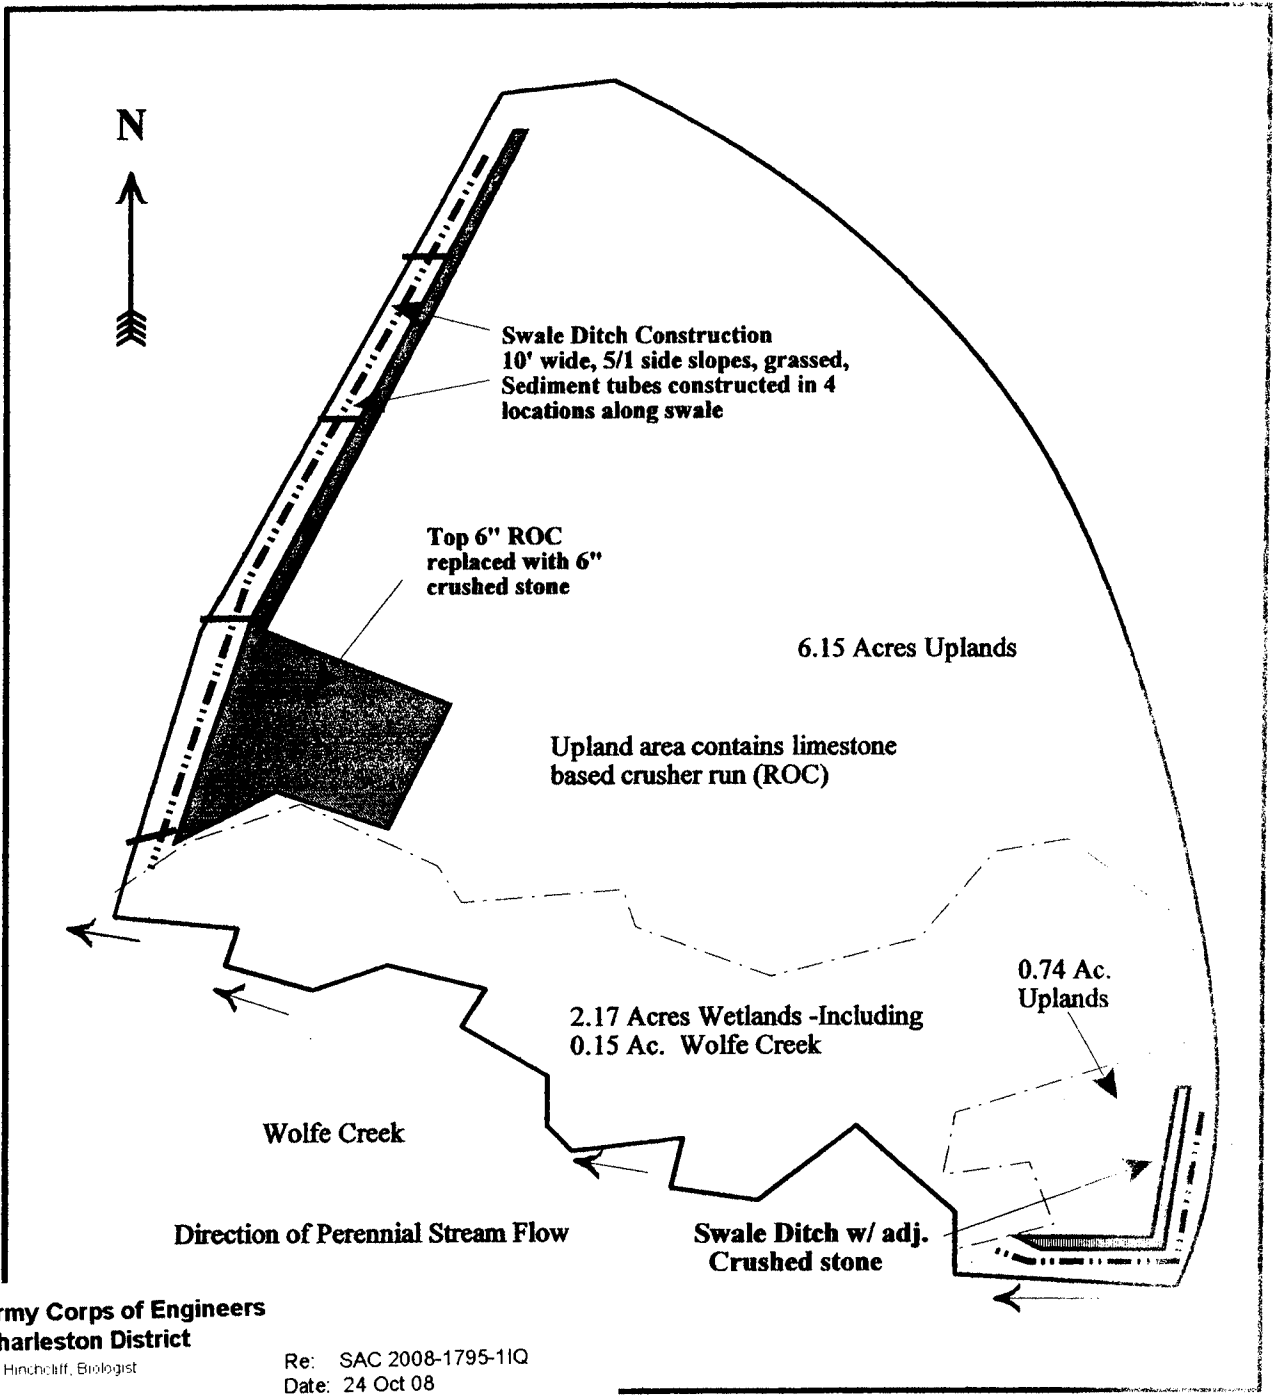 N
Swale Ditch Construction
10' wide, 5/1 side slopes, grassed,
Sediment tubes constructed in 4
locations along swale
Top 6" ROC
replaced with 6"
crushed stone
6.15 Acres Uplands
Upland area contains limestone
based crusher run (ROC)
0.74 Ac.
Uplands
2.17 Acres Wetlands -Including
0.15 Ac. Wolfe Creek
Wolfe Creek
Direction of Perennial Stream Flow
Swale Ditch w/ adj.
Crushed stone
rmy Corps of Engineers
harleston District
Hinchcliff, Biologist
Re: SAC 2008-1795-1IQ
Date: 24 Oct 08